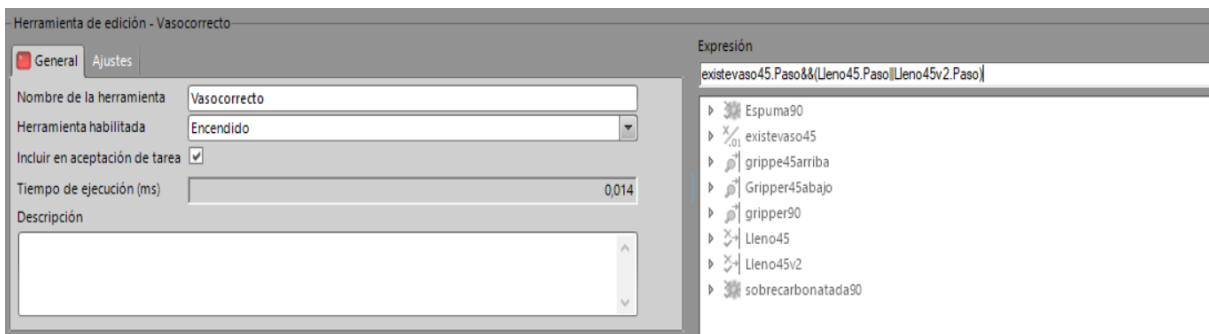 Herramienta de edición - Vasocorrecto
General Ajustes
Nombre de la herramienta Vasocorrecto
Herramienta habilitada Encendido
Incluir en aceptación de tarea
Tiempo de ejecución (ms) 0,014
Descripción
Expresión
existevaso45.Paso&&(Lleno45.Paso||Lleno45v2.Paso)
Espuma90
existevaso45
grippe45arriba
Gripper45abajo
gripper90
Lleno45
Lleno45v2
sobrecarbonatada90